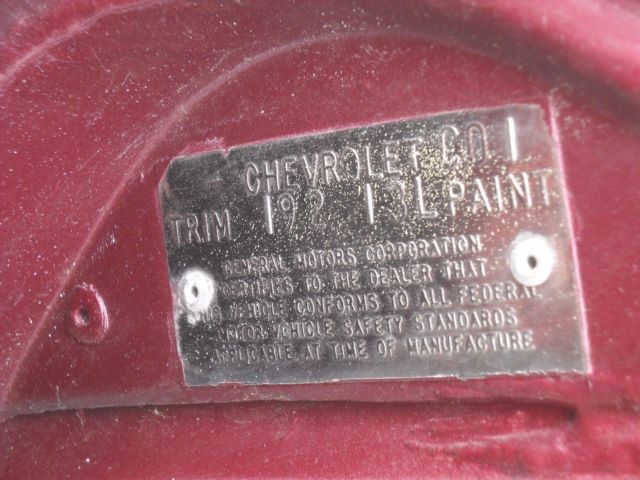 CHEVROLET CO 1
TRIM 192 13L PAINT
GENERAL MOTORS CORPORATION
CERTIFIES TO THE DEALER THAT
THIS VEHICLE CONFORMS TO ALL FEDERAL
MOTOR VEHICLE SAFETY STANDARDS
APPLICABLE AT TIME OF MANUFACTURE